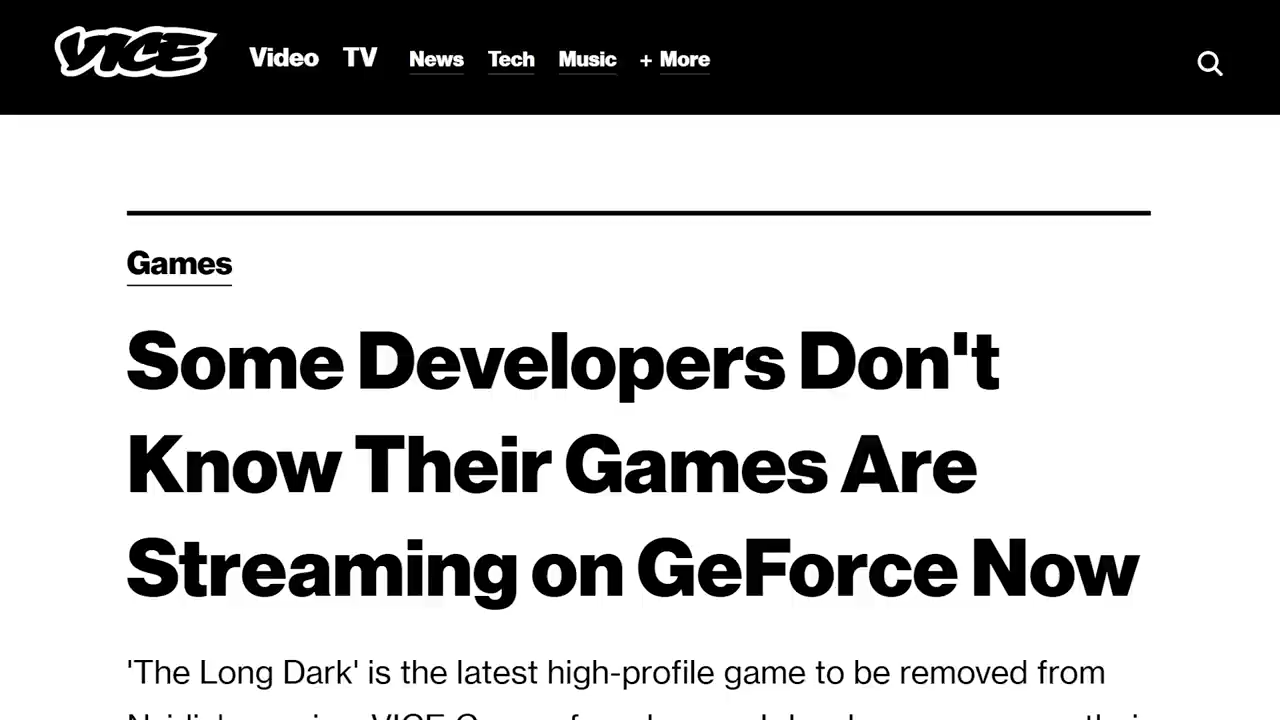 VICE
Video TV News Tech Music + More
Games
Some Developers Don't
Know Their Games Are
Streaming on GeForce Now
'The Long Dark' is the latest high-profile game to be removed from
VICE